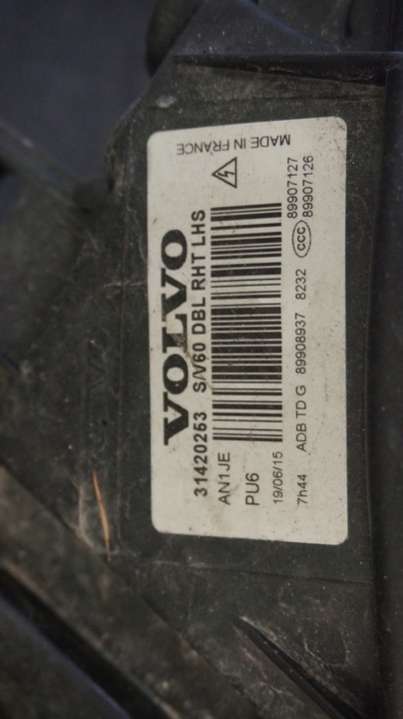 VOLVO
31420253 S/V60 DBL RHT LHS
AN1JE
PU6
19/06/15
7h44 ADB TD G 89908937 8232 CCC 89907127
89907126
MADE IN FRANCE